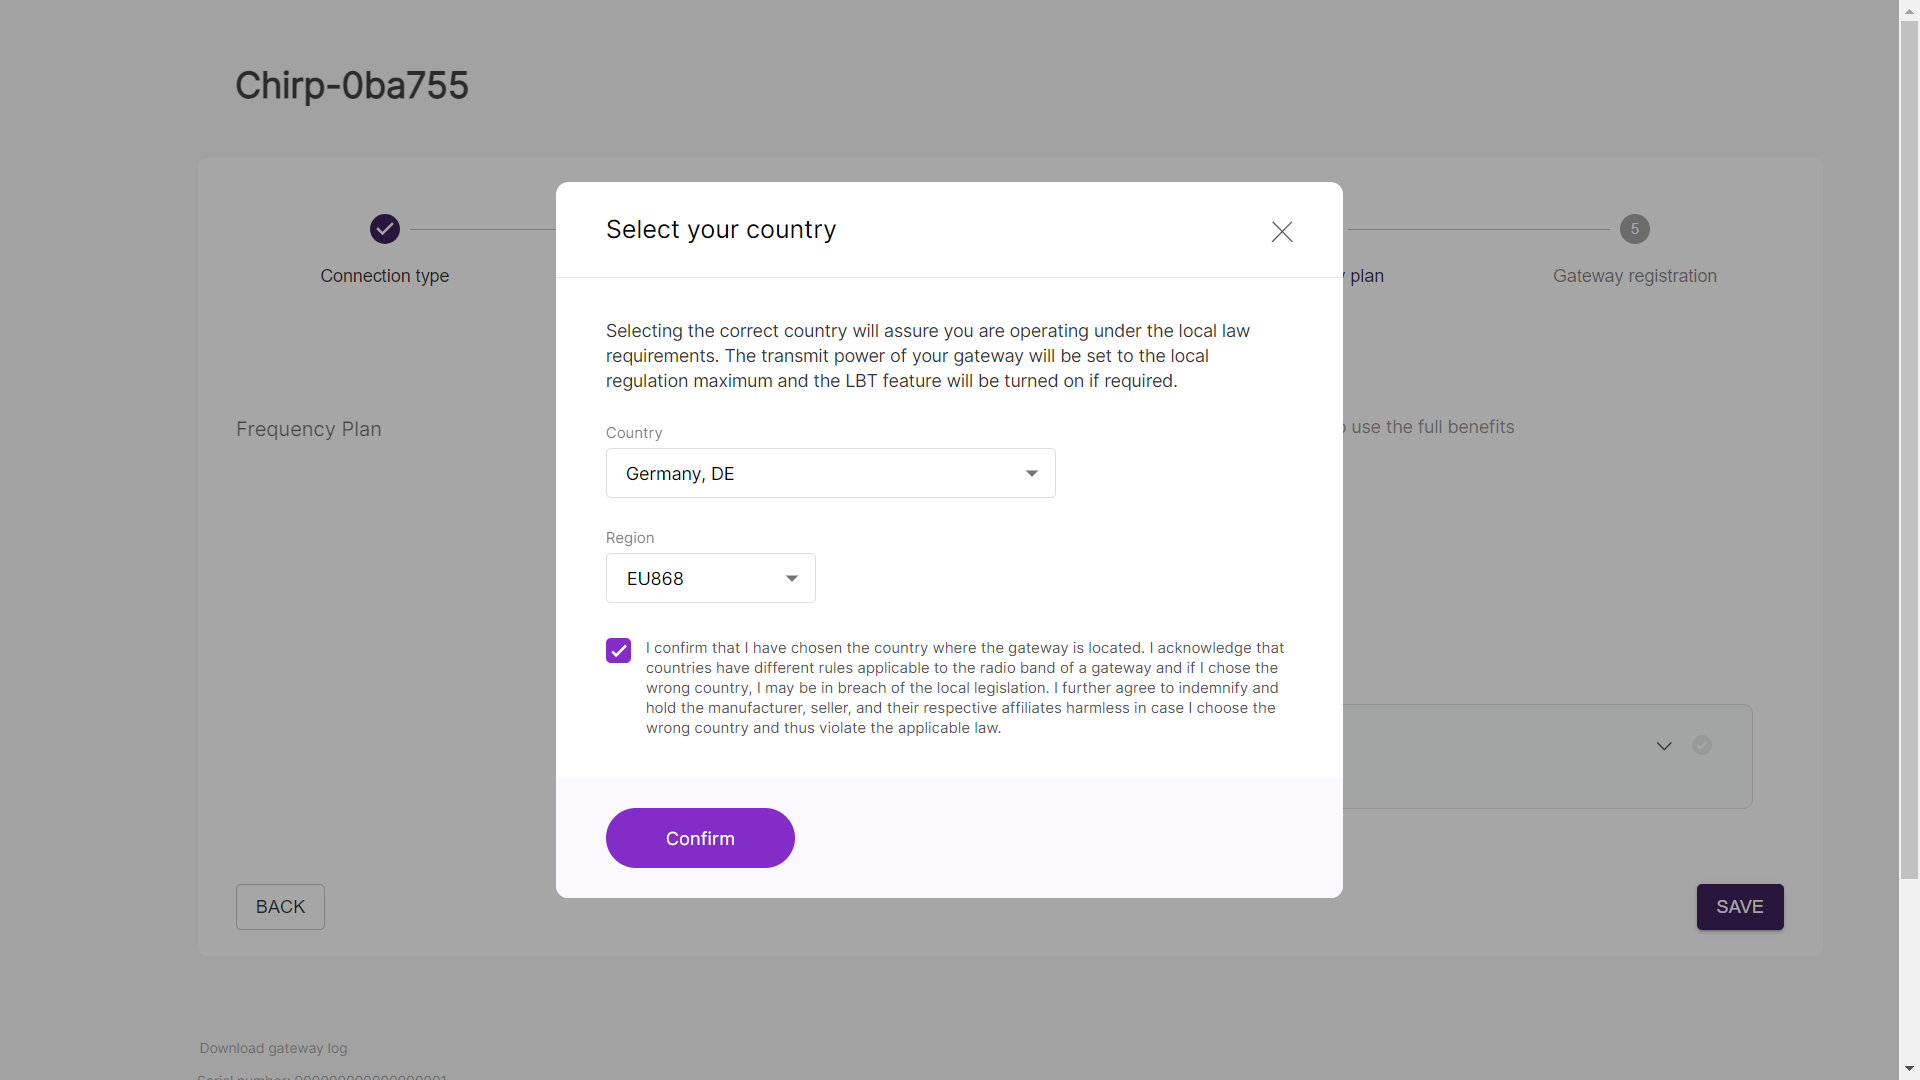 Chirp-0ba755
Select your country
5
Connection type
plan
Gateway registration
Selecting the correct country will assure you are operating under the local law
requirements. The transmit power of your gateway will be set to the local
regulation maximum and the LBT feature will be turned on if required.
Frequency Plan
use the full benefits
Country
Germany, DE
Region
EU868
I confirm that I have chosen the country where the gateway is located. I acknowledge that
countries have different rules applicable to the radio band of a gateway and if I chose the
wrong country, I may be in breach of the local legislation. I further agree to indemnify and
hold the manufacturer, seller, and their respective affiliates harmless in case I choose the
wrong country and thus violate the applicable law.
Confirm
BACK
SAVE
Download gateway log
Serial number: